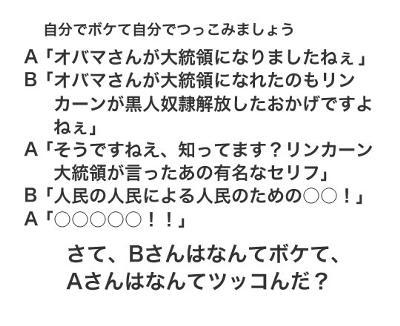 自分でボケて自分でつっこみましょう
A「オバマさんが大統領になりましたねぇ」
B「オバマさんが大統領になれたのもリン
カーンが黒人奴隷解放したおかげですよ
ねぇ」
A「そうですねえ、知ってます？リンカーン
大統領が言ったあの有名なセリフ」
B「人民の人民による人民のための○○！」
A「○○○○○！！」
さて、Bさんはなんてボケて、
Aさんはなんてツッコんだ？